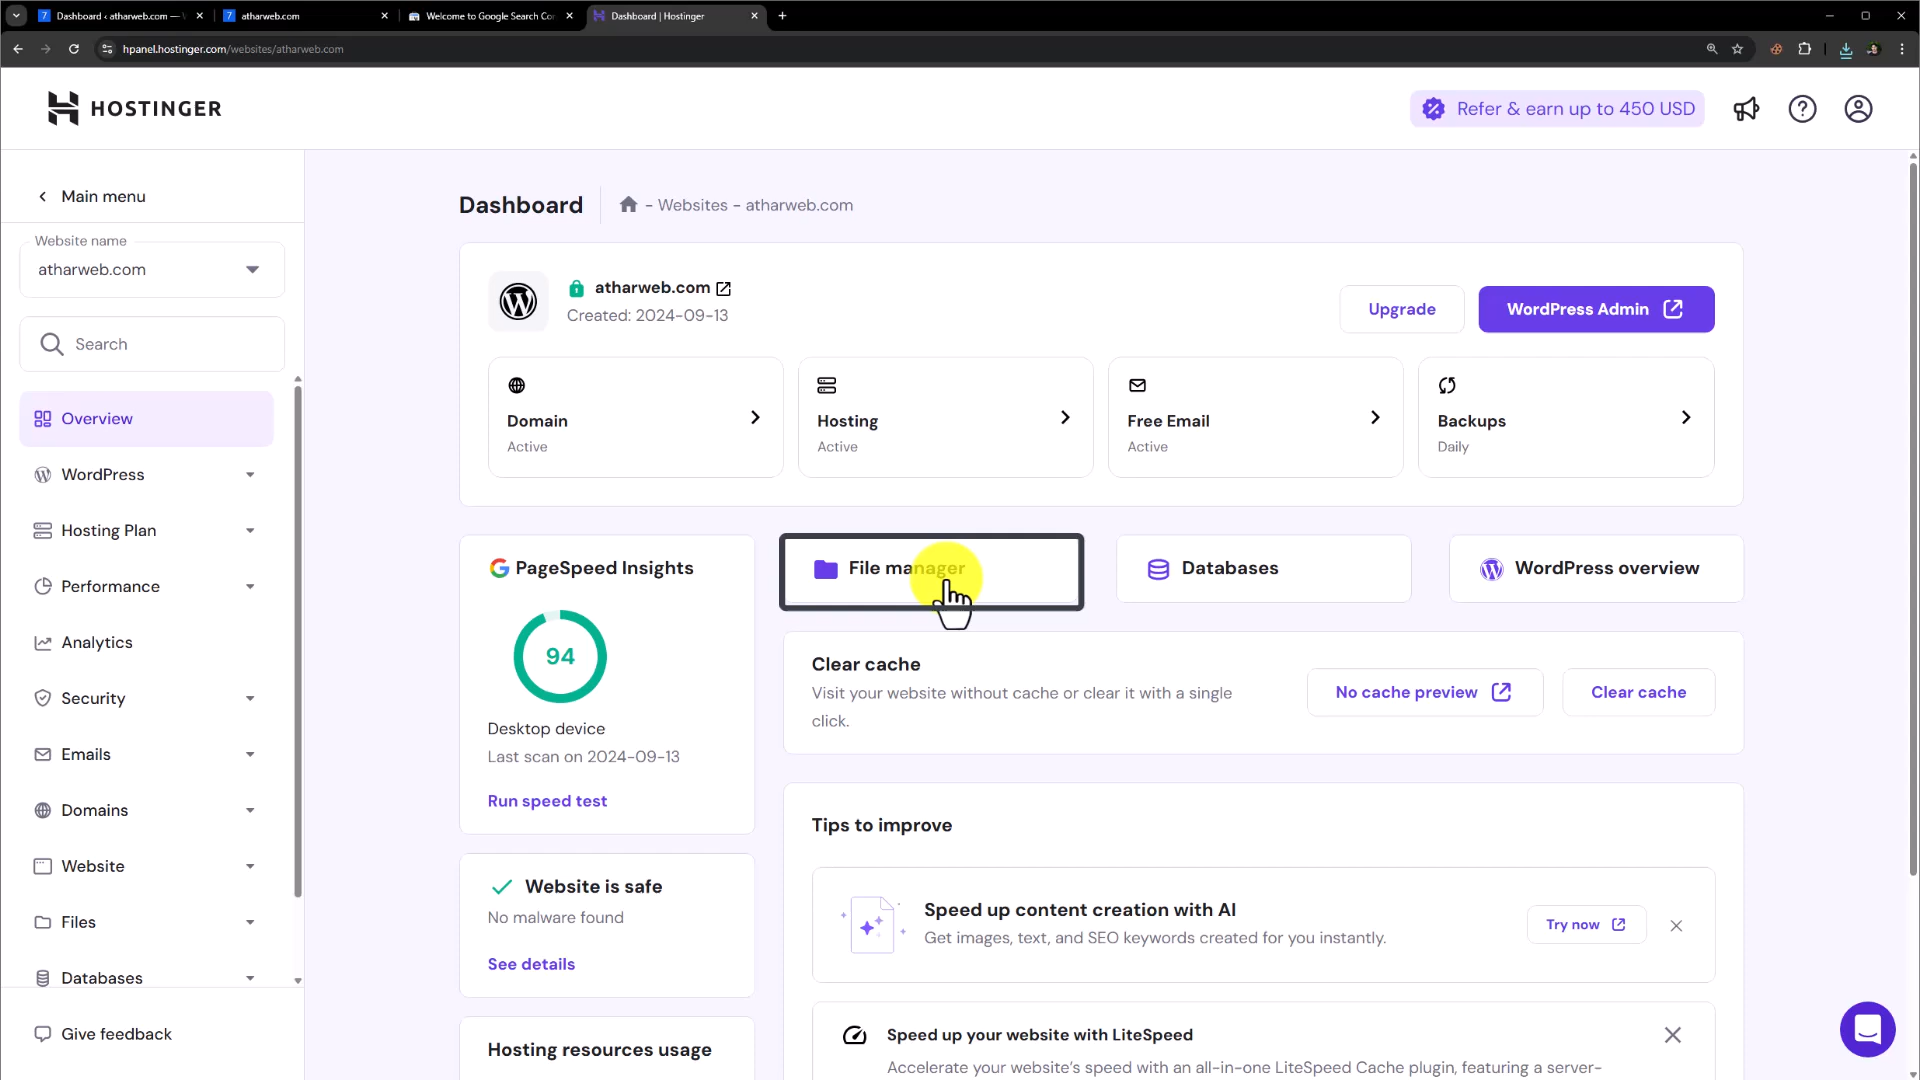 Dashboard ‹ atharweb.com —
atharweb.com
Welcome to Google Search Con
Dashboard | Hostinger
hpanel.hostinger.com/websites/atharweb.com
HOSTINGER
Refer & earn up to 450 USD
Main menu
Website name
atharweb.com
Search
Overview
WordPress
Hosting Plan
Performance
Analytics
Security
Emails
Domains
Website
Files
Databases
Give feedback
Dashboard
- Websites - atharweb.com
atharweb.com
Created: 2024-09-13
Upgrade
WordPress Admin
Domain
Active
Hosting
Active
Free Email
Active
Backups
Daily
PageSpeed Insights
94
Desktop device
Last scan on 2024-09-13
Run speed test
File manager
Databases
WordPress overview
Clear cache
Visit your website without cache or clear it with a single
click.
No cache preview
Clear cache
Website is safe
No malware found
See details
Hosting resources usage
Tips to improve
Speed up content creation with AI
Get images, text, and SEO keywords created for you instantly.
Try now
Speed up your website with LiteSpeed
Accelerate your website's speed with an all-in-one LiteSpeed Cache plugin, featuring a server-